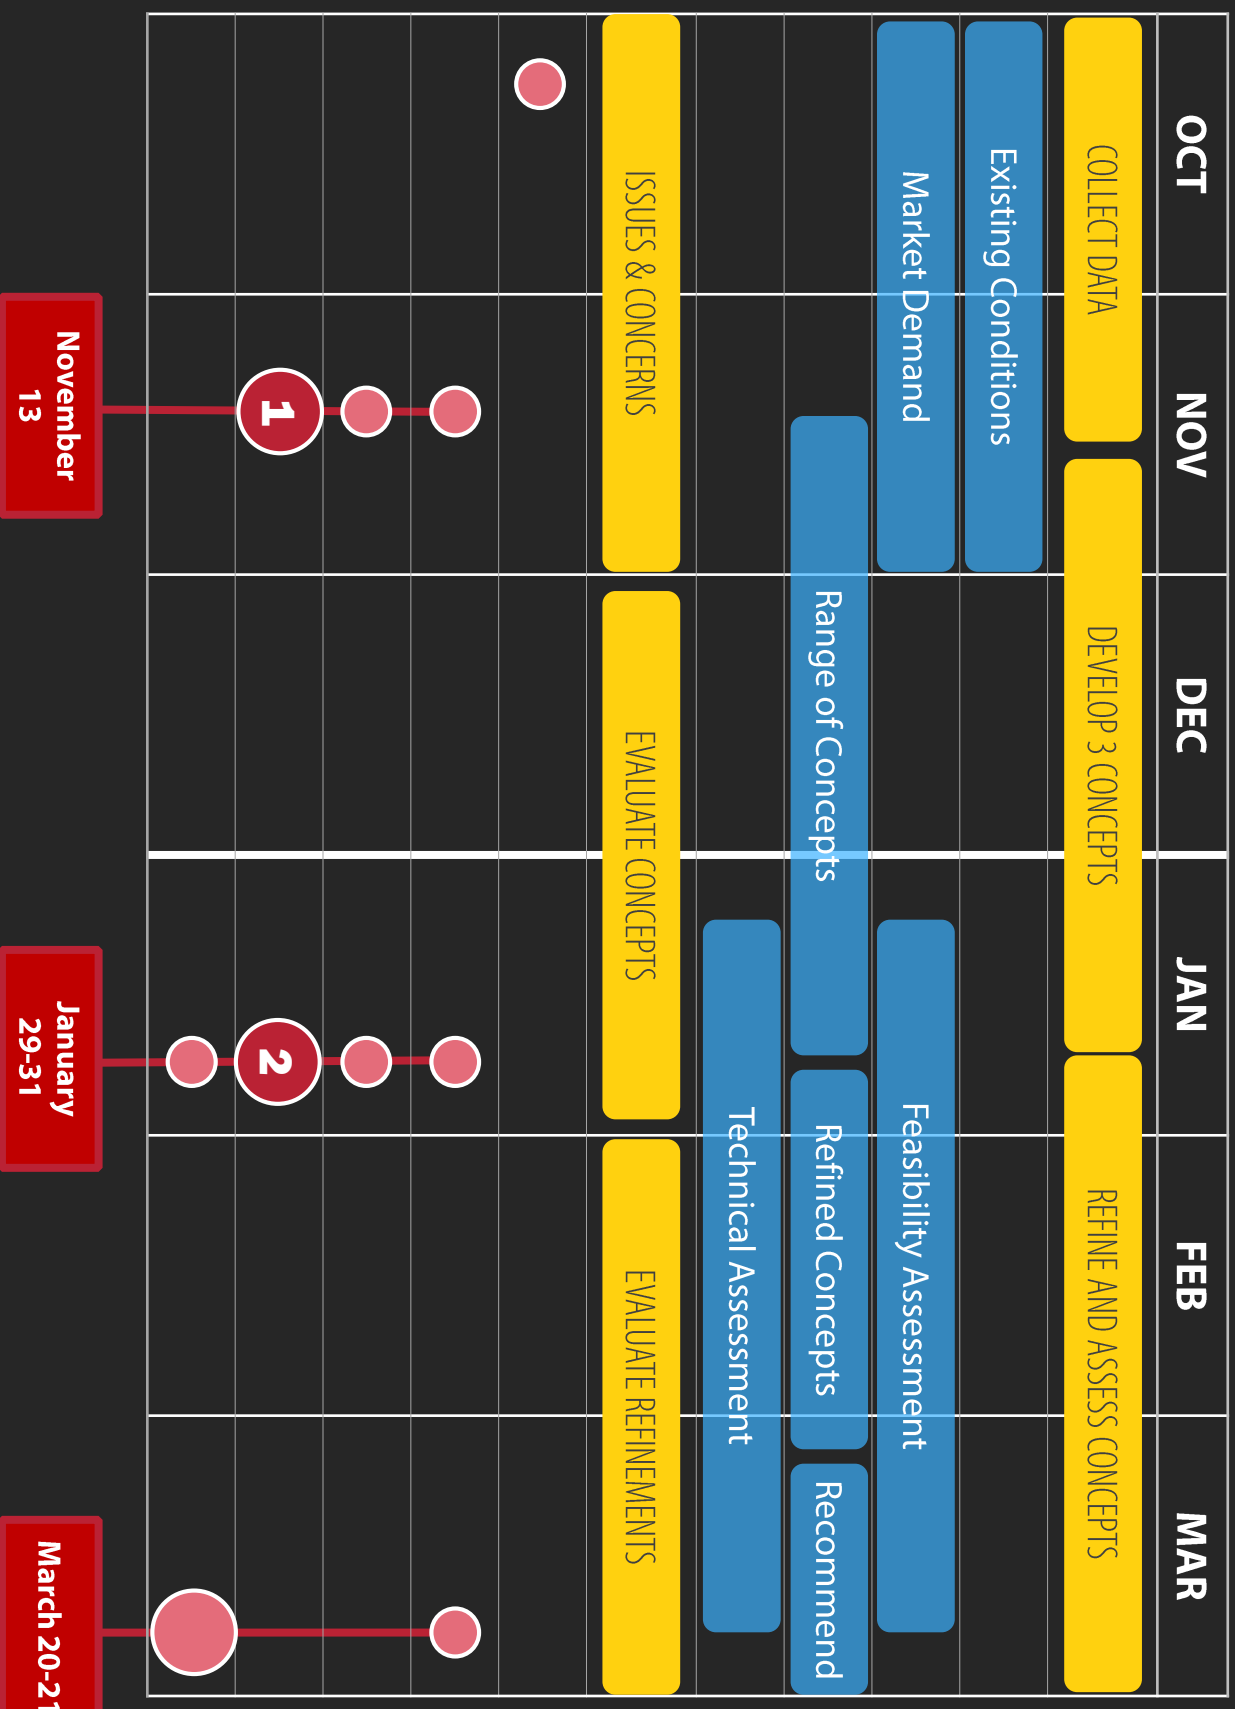 OCT
NOV
DEC
JAN
FEB
MAR
COLLECT DATA
DEVELOP 3 CONCEPTS
REFINE AND ASSESS CONCEPTS
Existing Conditions
Market Demand
Feasibility Assessment
Range of Concepts
Refined Concepts
Recommend
Technical Assessment
ISSUES & CONCERNS
EVALUATE CONCEPTS
EVALUATE REFINEMENTS
1
2
November
13
January
29-31
March 20-21